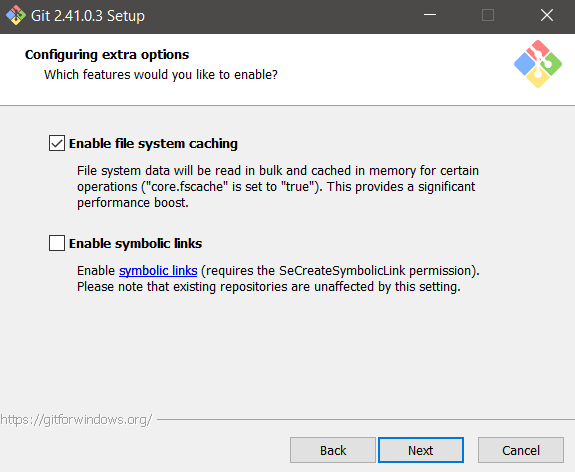 Git 2.41.0.3 Setup
Configuring extra options
Which features would you like to enable?
Enable file system caching
File system data will be read in bulk and cached in memory for certain
operations ("core.fscache" is set to "true"). This provides a significant
performance boost.
Enable symbolic links
Enable symbolic links (requires the SeCreateSymbolicLink permission).
Please note that existing repositories are unaffected by this setting.
https://gitforwindows.org/
Back
Next
Cancel